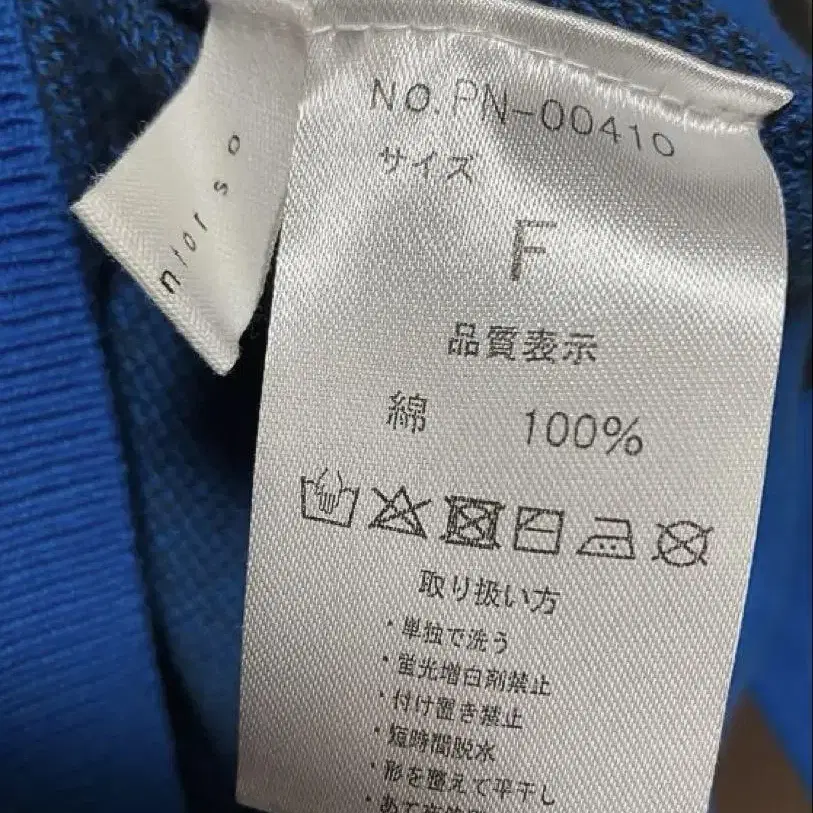 NO.PN-00410
サイズ
F
品質表示
綿 100%
取り扱い方
・単独で洗う
・蛍光増白剤禁止
・付け置き禁止
・短時間脱水
・形を整えて平干し